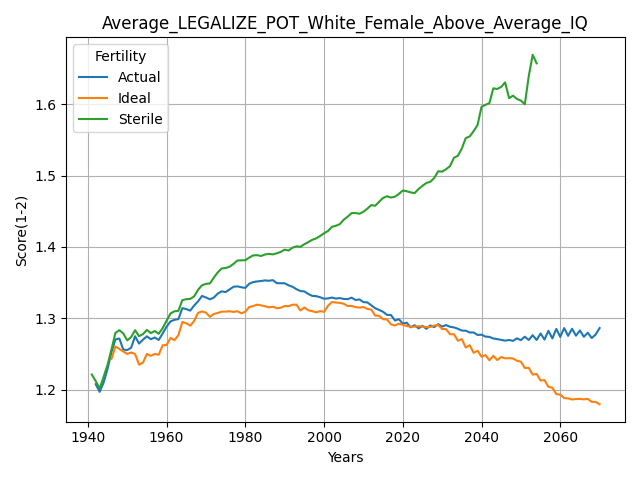 Average_LEGALIZE_POT_White_Female_Above_Average_IQ
Fertility
Actual
Ideal
Sterile
Score(1-2)
1.6
1.5
1.4
1.3
1.2
1940
1960
1980
2000
2020
2040
2060
Years